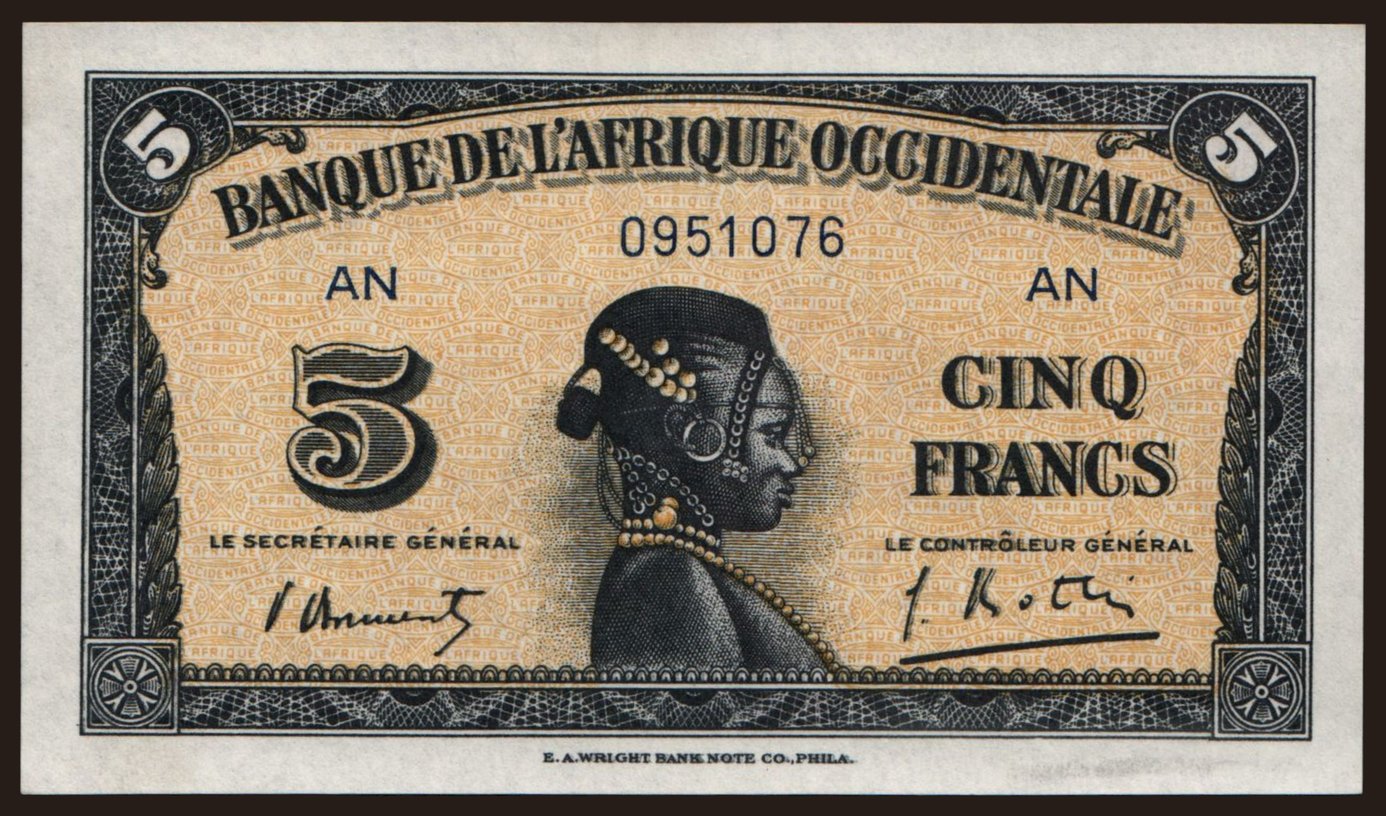 5 5
BANQUE DE L'AFRIQUE OCCIDENTALE
0951076
AN AN
5
CINQ
FRANCS
LE SECRÉTAIRE GÉNÉRAL
LE CONTRÔLEUR GÉNÉRAL
E. A. WRIGHT BANK NOTE CO., PHILA.